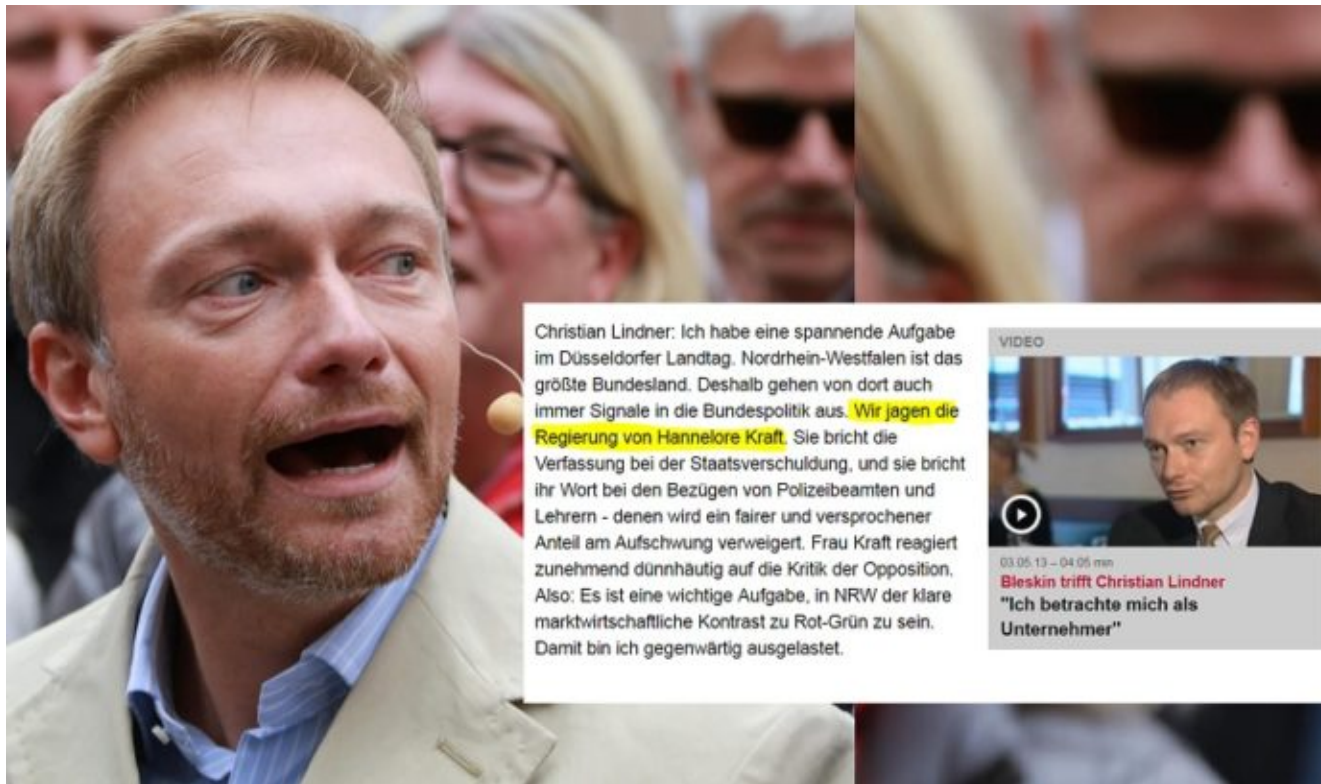 Christian Lindner: Ich habe eine spannende Aufgabe
im Düsseldorfer Landtag. Nordrhein-Westfalen ist das
größte Bundesland. Deshalb gehen von dort auch
immer Signale in die Bundespolitik aus. Wir jagen die
Regierung von Hannelore Kraft. Sie bricht die
Verfassung bei der Staatsverschuldung, und sie bricht
ihr Wort bei den Bezügen von Polizeibeamten und
Lehrern - denen wird ein fairer und versprochener
Anteil am Aufschwung verweigert. Frau Kraft reagiert
zunehmend dünnhäutig auf die Kritik der Opposition.
Also: Es ist eine wichtige Aufgabe, in NRW der klare
marktwirtschaftliche Kontrast zu Rot-Grün zu sein.
Damit bin ich gegenwärtig ausgelastet.
VIDEO
03.05.13 – 04:05 min
Bleskin trifft Christian Lindner
"Ich betrachte mich als
Unternehmer"